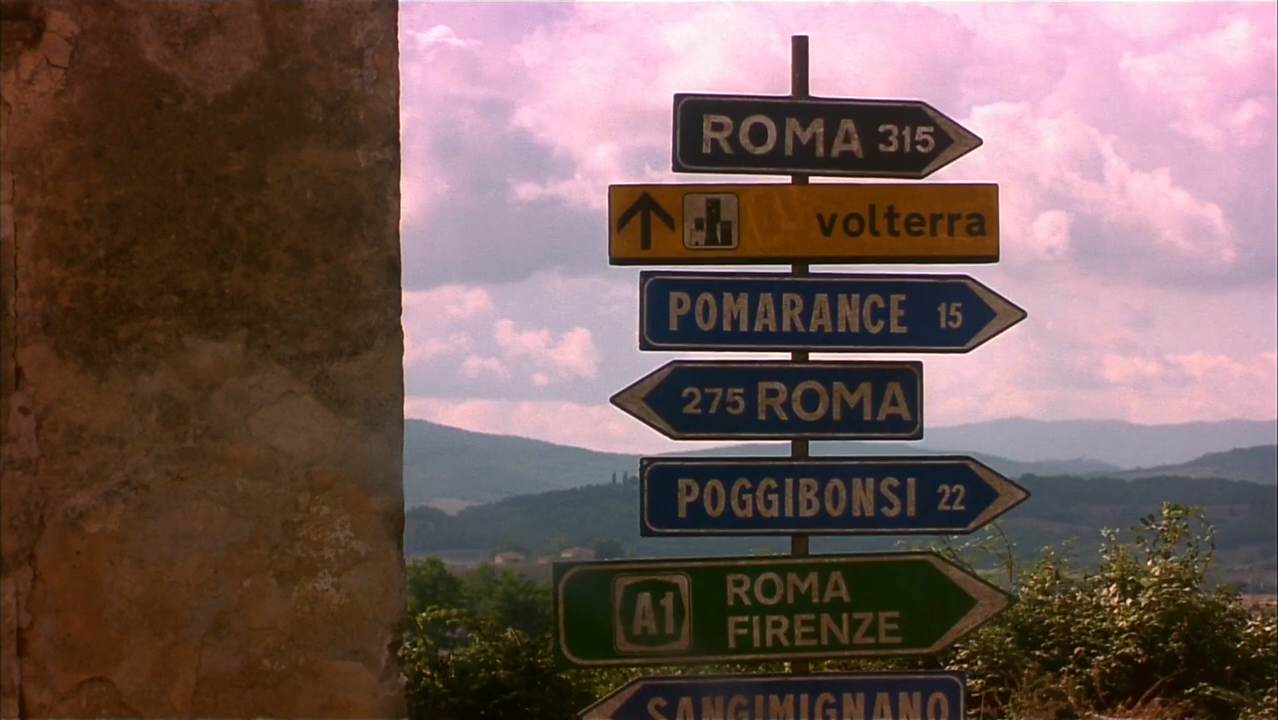 ROMA 315
volterra
POMARANCE 15
275 ROMA
POGGIBONSI 22
A1 ROMA
FIRENZE
SANGIMIGNANO